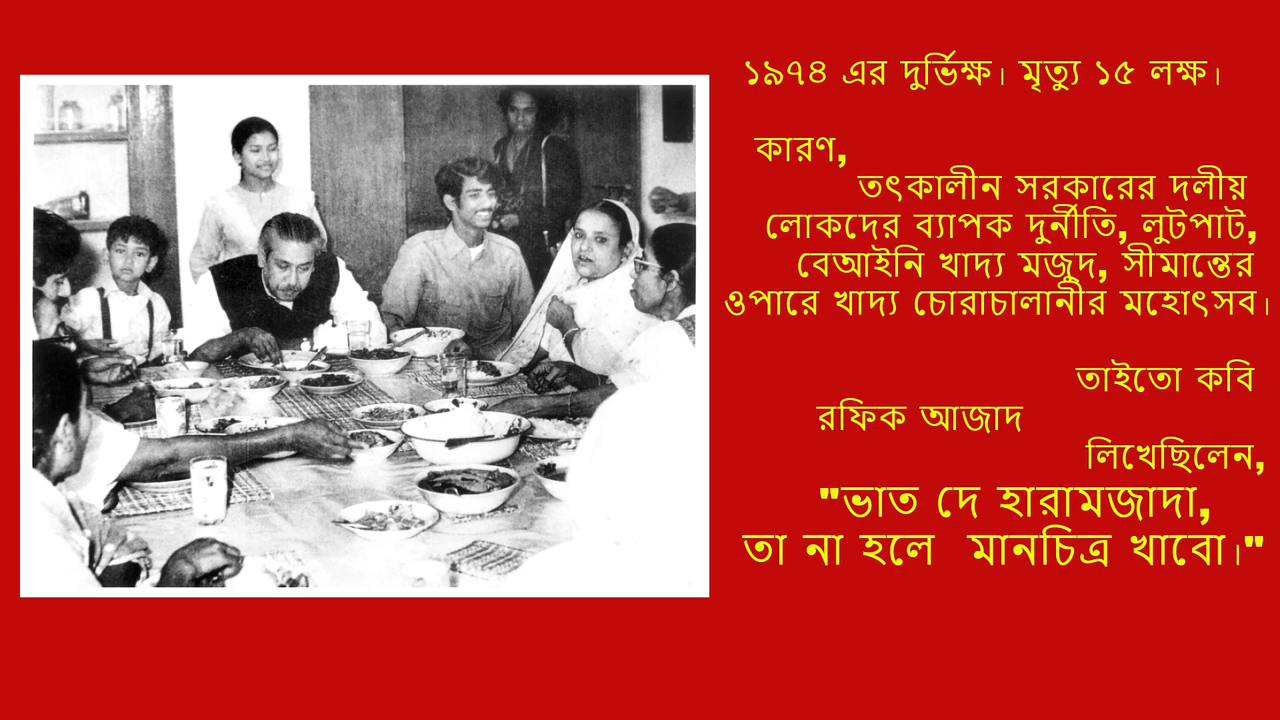 ১৯৭৪ এর দুর্ভিক্ষ। মৃত্যু ১৫ লক্ষ।
কারণ,
তৎকালীন সরকারের দলীয়
লোকদের ব্যাপক দুর্নীতি, লুটপাট,
বেআইনি খাদ্য মজুদ, সীমান্তের
ওপারে খাদ্য চোরাচালানীর মহোৎসব।
তাইতো কবি
রফিক আজাদ
লিখেছিলেন,
"ভাত দে হারামজাদা,
তা না হলে মানচিত্র খাবো।"